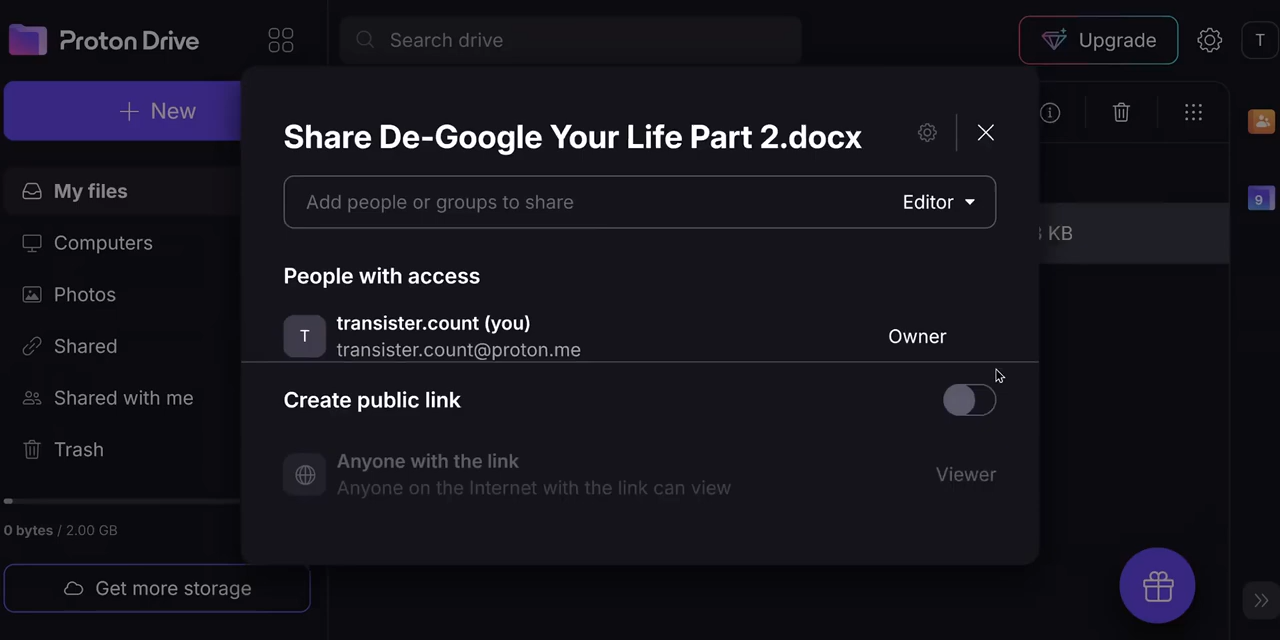 Proton Drive
Search drive
Upgrade
T
New
Share De-Google Your Life Part 2.docx
Add people or groups to share
Editor
My files
Computers
Photos
Shared
Shared with me
Trash
KB
9
People with access
T
transister.count (you)
transister.count@proton.me
Owner
Create public link
Anyone with the link
Anyone on the Internet with the link can view
Viewer
0 bytes / 2.00 GB
Get more storage